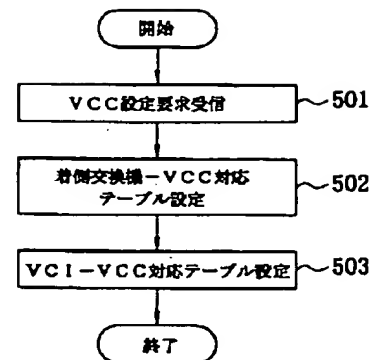 開始
VCC設定要求受信
501
着側交換機-VCC対応
テーブル設定
502
VCI-VCC対応テーブル設定
503
終了